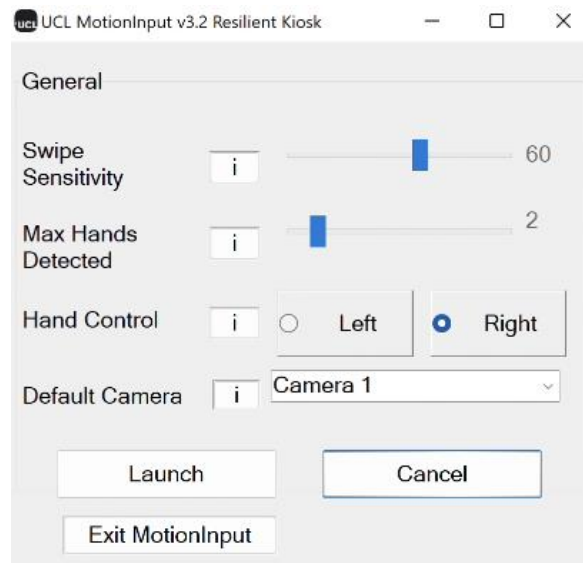 UCL UCL MotionInput v3.2 Resilient Kiosk
General
Swipe
Sensitivity
i
60
Max Hands
Detected
i
2
Hand Control
i
Left
Right
Default Camera
i
Camera 1
Launch
Cancel
Exit MotionInput